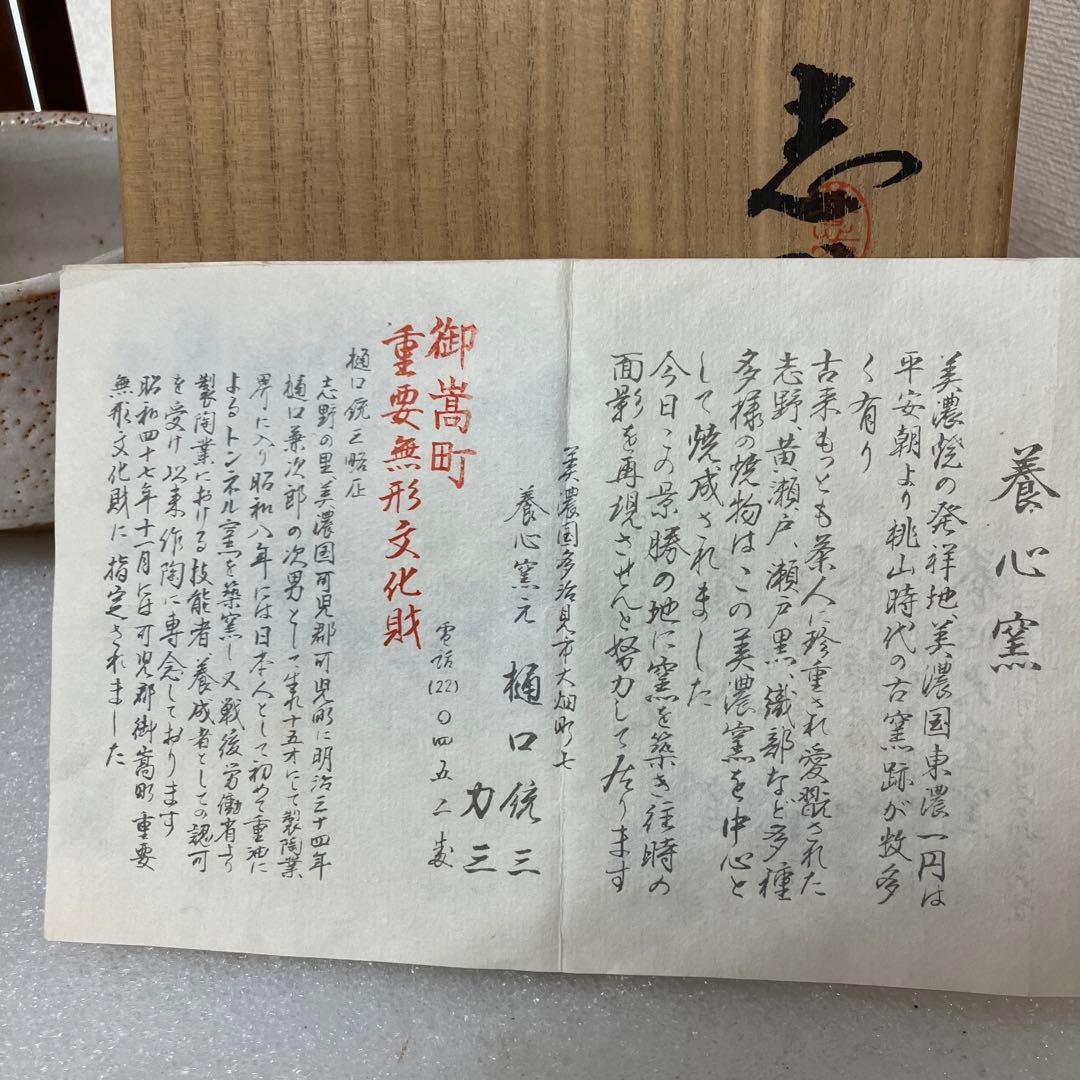 志
養心窯
美濃焼の発祥地、美濃国東濃一円は
平安朝より桃山時代の古窯跡が数多
く有り
古来もっとも茶人に珍重され愛翫された
志野、黄瀬戸、瀬戸黒、織部など多種
多様の焼物はこの美濃窯を中心と
して焼成されました
今日、この景勝の地に窯を築き往時の
面影を再現させんと努力して居ります
美濃国多治見市大畑町七
養心窯元 樋口 鋶三
力三
電話(22)〇四五二
御嵩町
重要無形文化財
樋口鋶三略歴
志野の里、美濃国可児郡可児町に明治三十四年
樋口兼次郎の次男として生れ十五才にして製陶業
界に入り昭和八年には日本人として初めて重油に
よるトンネル窯を築窯し又戦後労働省より
製陶業における技能者、養成者としての認可
を受け以来作陶に専念しております
昭和四十七年十一月には可児郡御嵩町重要
無形文化財に指定されました